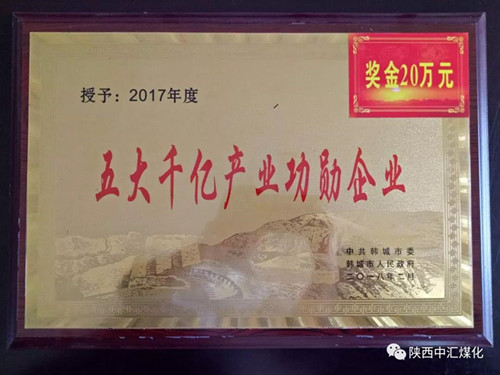 奖金20万元
授予：2017年度
五大千亿产业功勋企业
中共韩城市委
韩城市人民政府
二〇一八年二月
陕西中汇煤化